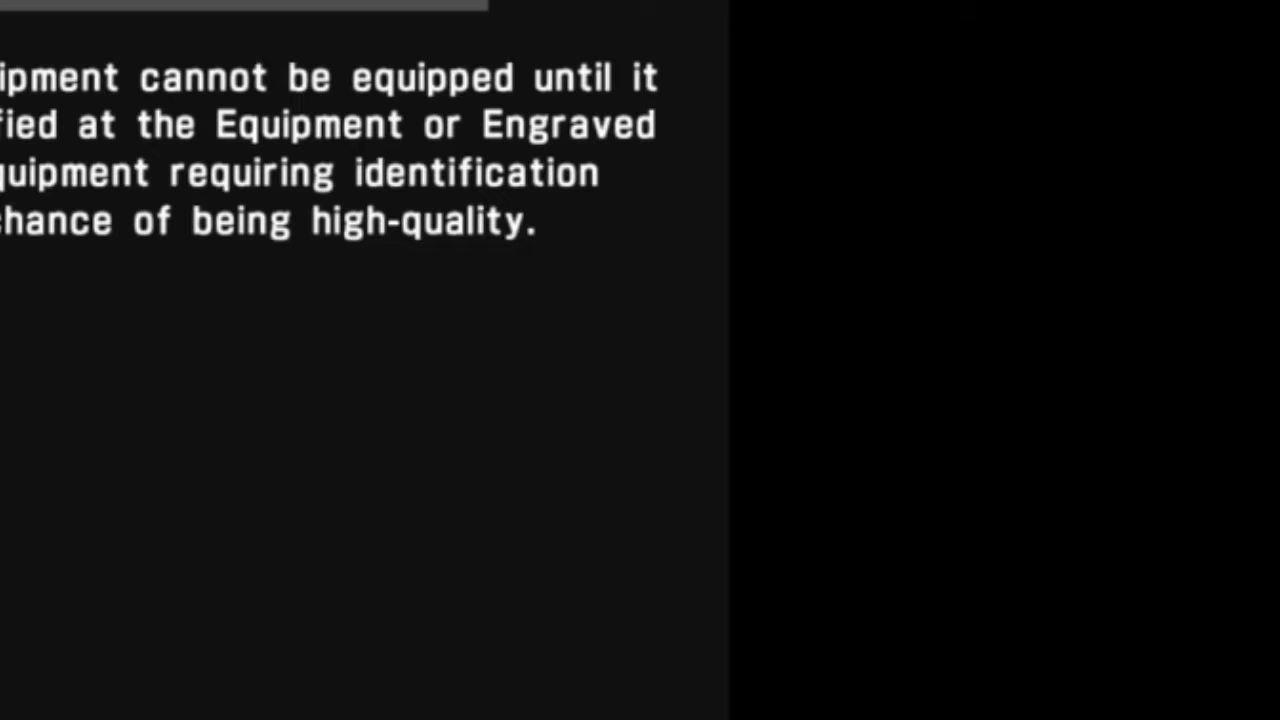 ipment cannot be equipped until it
fied at the Equipment or Engraved
quipment requiring identification
chance of being high-quality.